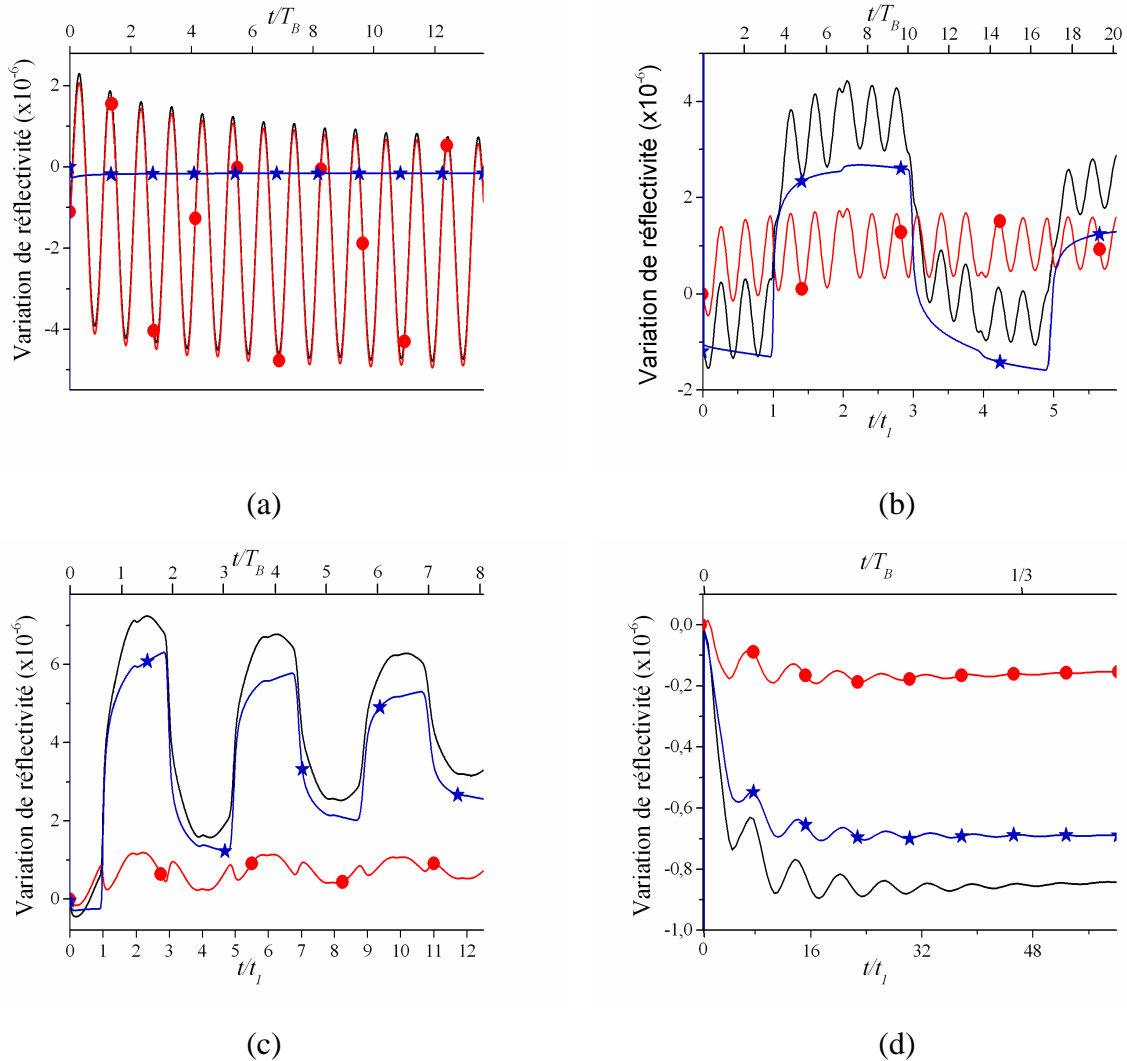 t/T_B
0 2 4 6 8 10 12
Variation de réflectivité (x10⁻⁶)
2
0
-2
-4
(a)
t/T_B
2 4 6 8 10 12 14 16 18 20
Variation de réflectivité (x10⁻⁶)
4
2
0
-2
0 1 2 3 4 5
t/t_1
(b)
t/T_B
0 1 2 3 4 5 6 7 8
Variation de réflectivité (x10⁻⁶)
6
4
2
0
0 1 2 3 4 5 6 7 8 9 10 11 12
t/t_1
(c)
t/T_B
0 1/3
Variation de réflectivité (x10⁻⁶)
0,0
-0,2
-0,4
-0,6
-0,8
-1,0
0 16 32 48
t/t_1
(d)